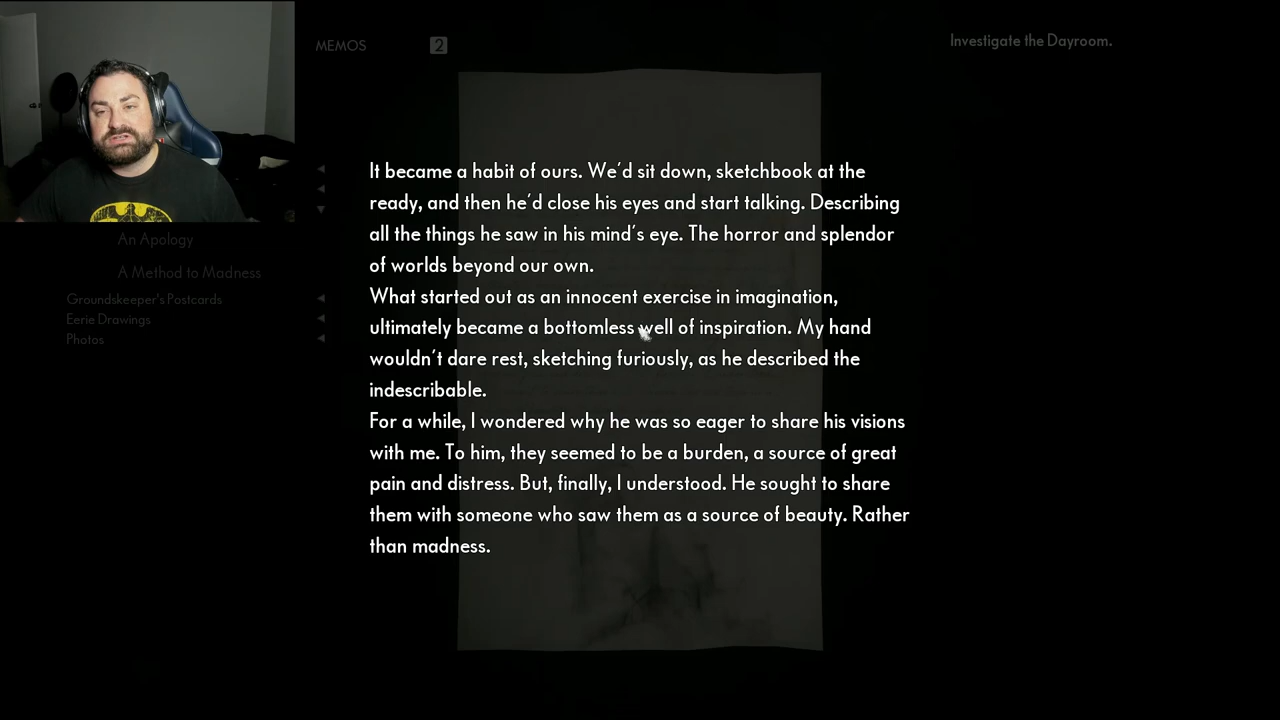 MEMOS 2
Investigate the Dayroom.
It became a habit of ours. We'd sit down, sketchbook at the
ready, and then he'd close his eyes and start talking. Describing
all the things he saw in his mind's eye. The horror and splendor
of worlds beyond our own.
What started out as an innocent exercise in imagination,
ultimately became a bottomless well of inspiration. My hand
wouldn't dare rest, sketching furiously, as he described the
indescribable.
For a while, I wondered why he was so eager to share his visions
with me. To him, they seemed to be a burden, a source of great
pain and distress. But, finally, I understood. He sought to share
them with someone who saw them as a source of beauty. Rather
than madness.
An Apology
A Method to Madness
Groundskeeper's Postcards
Eerie Drawings
Photos